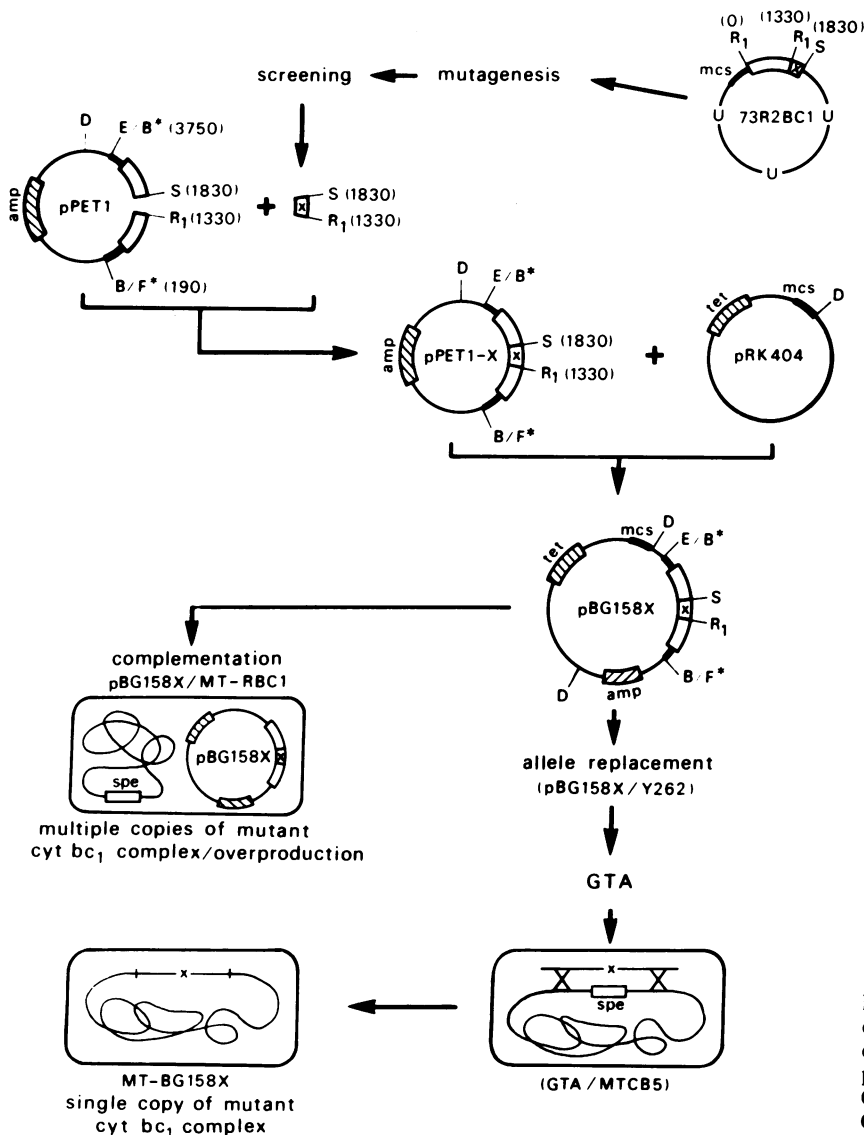 (0)
R1
(1330)
R1
(1830)
S
mcs
x
73R2BC1
U
U
U
screening
mutagenesis
D
E/B* (3750)
amp
pPET1
S (1830)
R1 (1330)
B/F* (190)
+
x
S (1830)
R1 (1330)
D
E/B*
amp
pPET1-X
S (1830)
x
R1 (1330)
B/F*
+
tet
mcs
D
pRK404
tet
mcs
D
E/B*
pBG158X
S
x
R1
B/F*
amp
D
complementation
pBG158X/MT-RBC1
spe
pBG158X
x
multiple copies of mutant
cyt bc1 complex/overproduction
allele replacement
(pBG158X/Y262)
GTA
x
spe
(GTA/MTCB5)
x
MT-BG158X
single copy of mutant
cyt bc1 complex